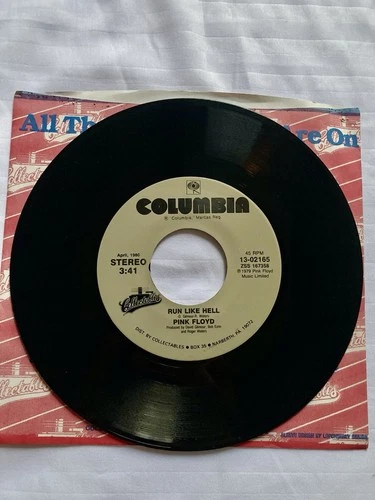 All Th
re On
COLUMBIA
® "Columbia," Marcas Reg.
April, 1980
STEREO
3:41
45 RPM
13-02165
ZSS 167358
℗ 1979 Pink Floyd
Music Limited
Collectables
RUN LIKE HELL
PINK FLOYD
Produced by David Gilmour, Bob Ezrin
and Roger Waters
DIST. BY COLLECTABLES • BOX 35 • NARBERTH, PA. 19072